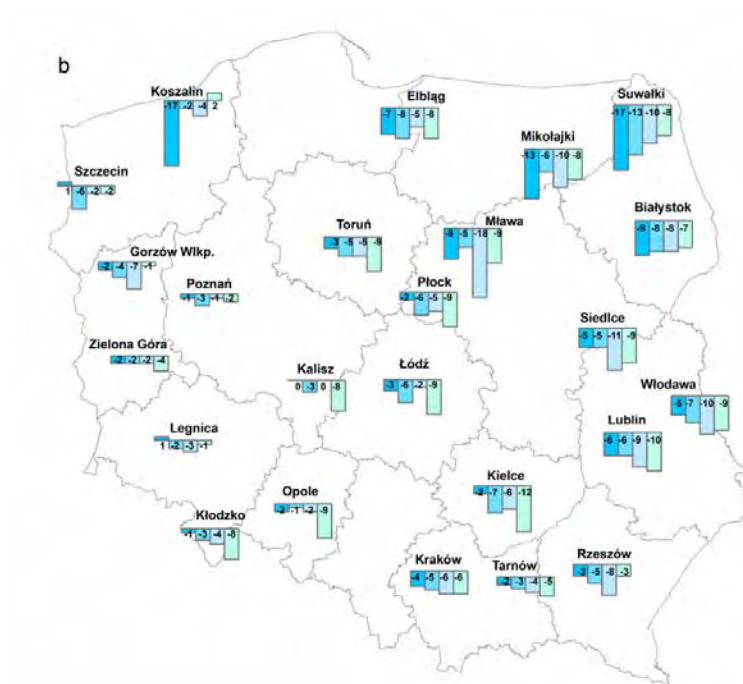 b
Koszalin
-17 -2 -4 2
Elbląg
-7 -8 -5 -8
Suwałki
-17 -13 -10 -8
Mikołajki
-13 -6 -10 -8
Szczecin
1 -6 -2 -2
Białystok
-9 -8 -8 -7
Toruń
-3 -5 -5 -9
Mława
-8 -5 -18 -9
Gorzów Wlkp.
-2 -4 -7 -1
Poznań
-1 -3 -1 -2
Płock
-2 -6 -5 -9
Siedlce
-5 -5 -11 -9
Zielona Góra
-2 -2 -2 -4
Kalisz
0 -3 0 -8
Łódź
-3 -6 -2 -9
Włodawa
-5 -7 -10 -9
Legnica
1 -2 -3 -1
Lublin
-6 -6 -9 -10
Opole
-2 -1 -2 -9
Kielce
-2 -7 -6 -12
Kłodzko
-1 -3 -4 -8
Kraków
-4 -5 -6 -6
Tarnów
-2 -3 -4 -5
Rzeszów
-3 -5 -8 -3